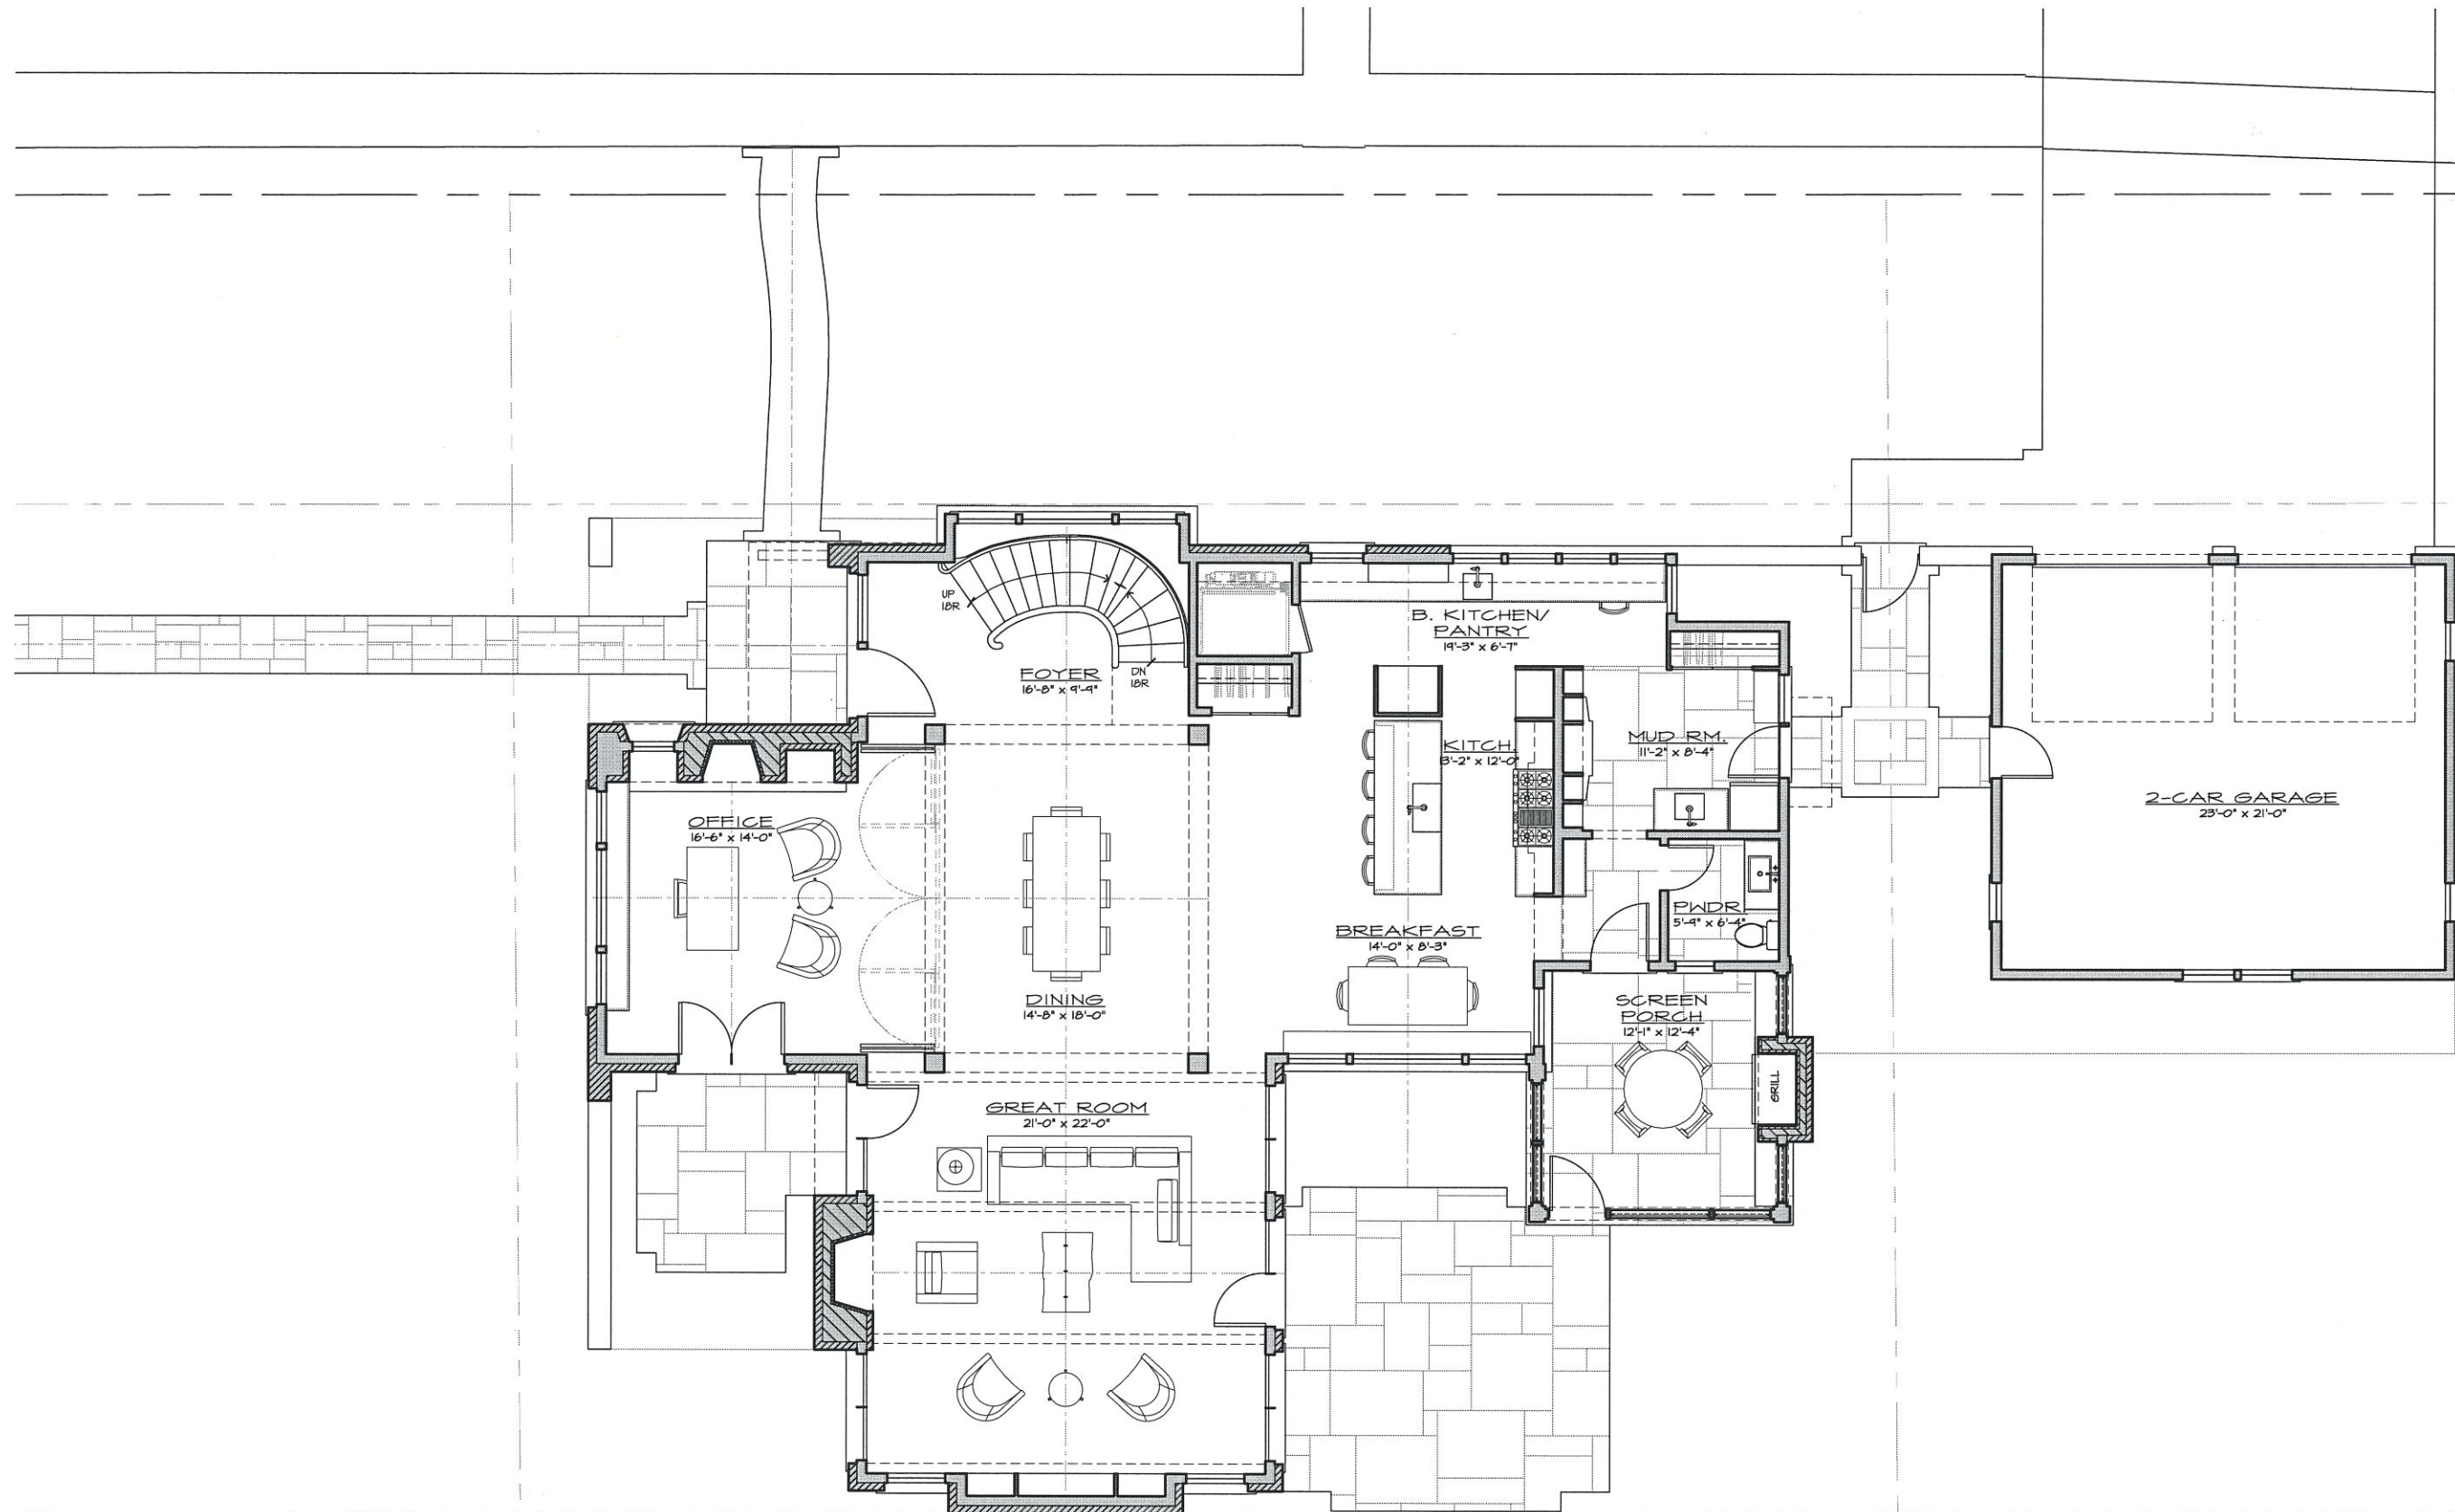 UP
18R
FOYER
16'-8" x 9'-9"
DN
18R
B. KITCHEN/
PANTRY
19'-3" x 6'-7"
KITCH.
13'-2" x 12'-0"
MUD RM.
11'-2" x 8'-4"
2-CAR GARAGE
23'-0" x 21'-0"
OFFICE
16'-6" x 14'-0"
PWDR.
5'-9" x 6'-4"
BREAKFAST
14'-0" x 8'-3"
DINING
14'-8" x 18'-0"
SCREEN
PORCH
12'-1" x 12'-4"
GRILL
GREAT ROOM
21'-0" x 22'-0"